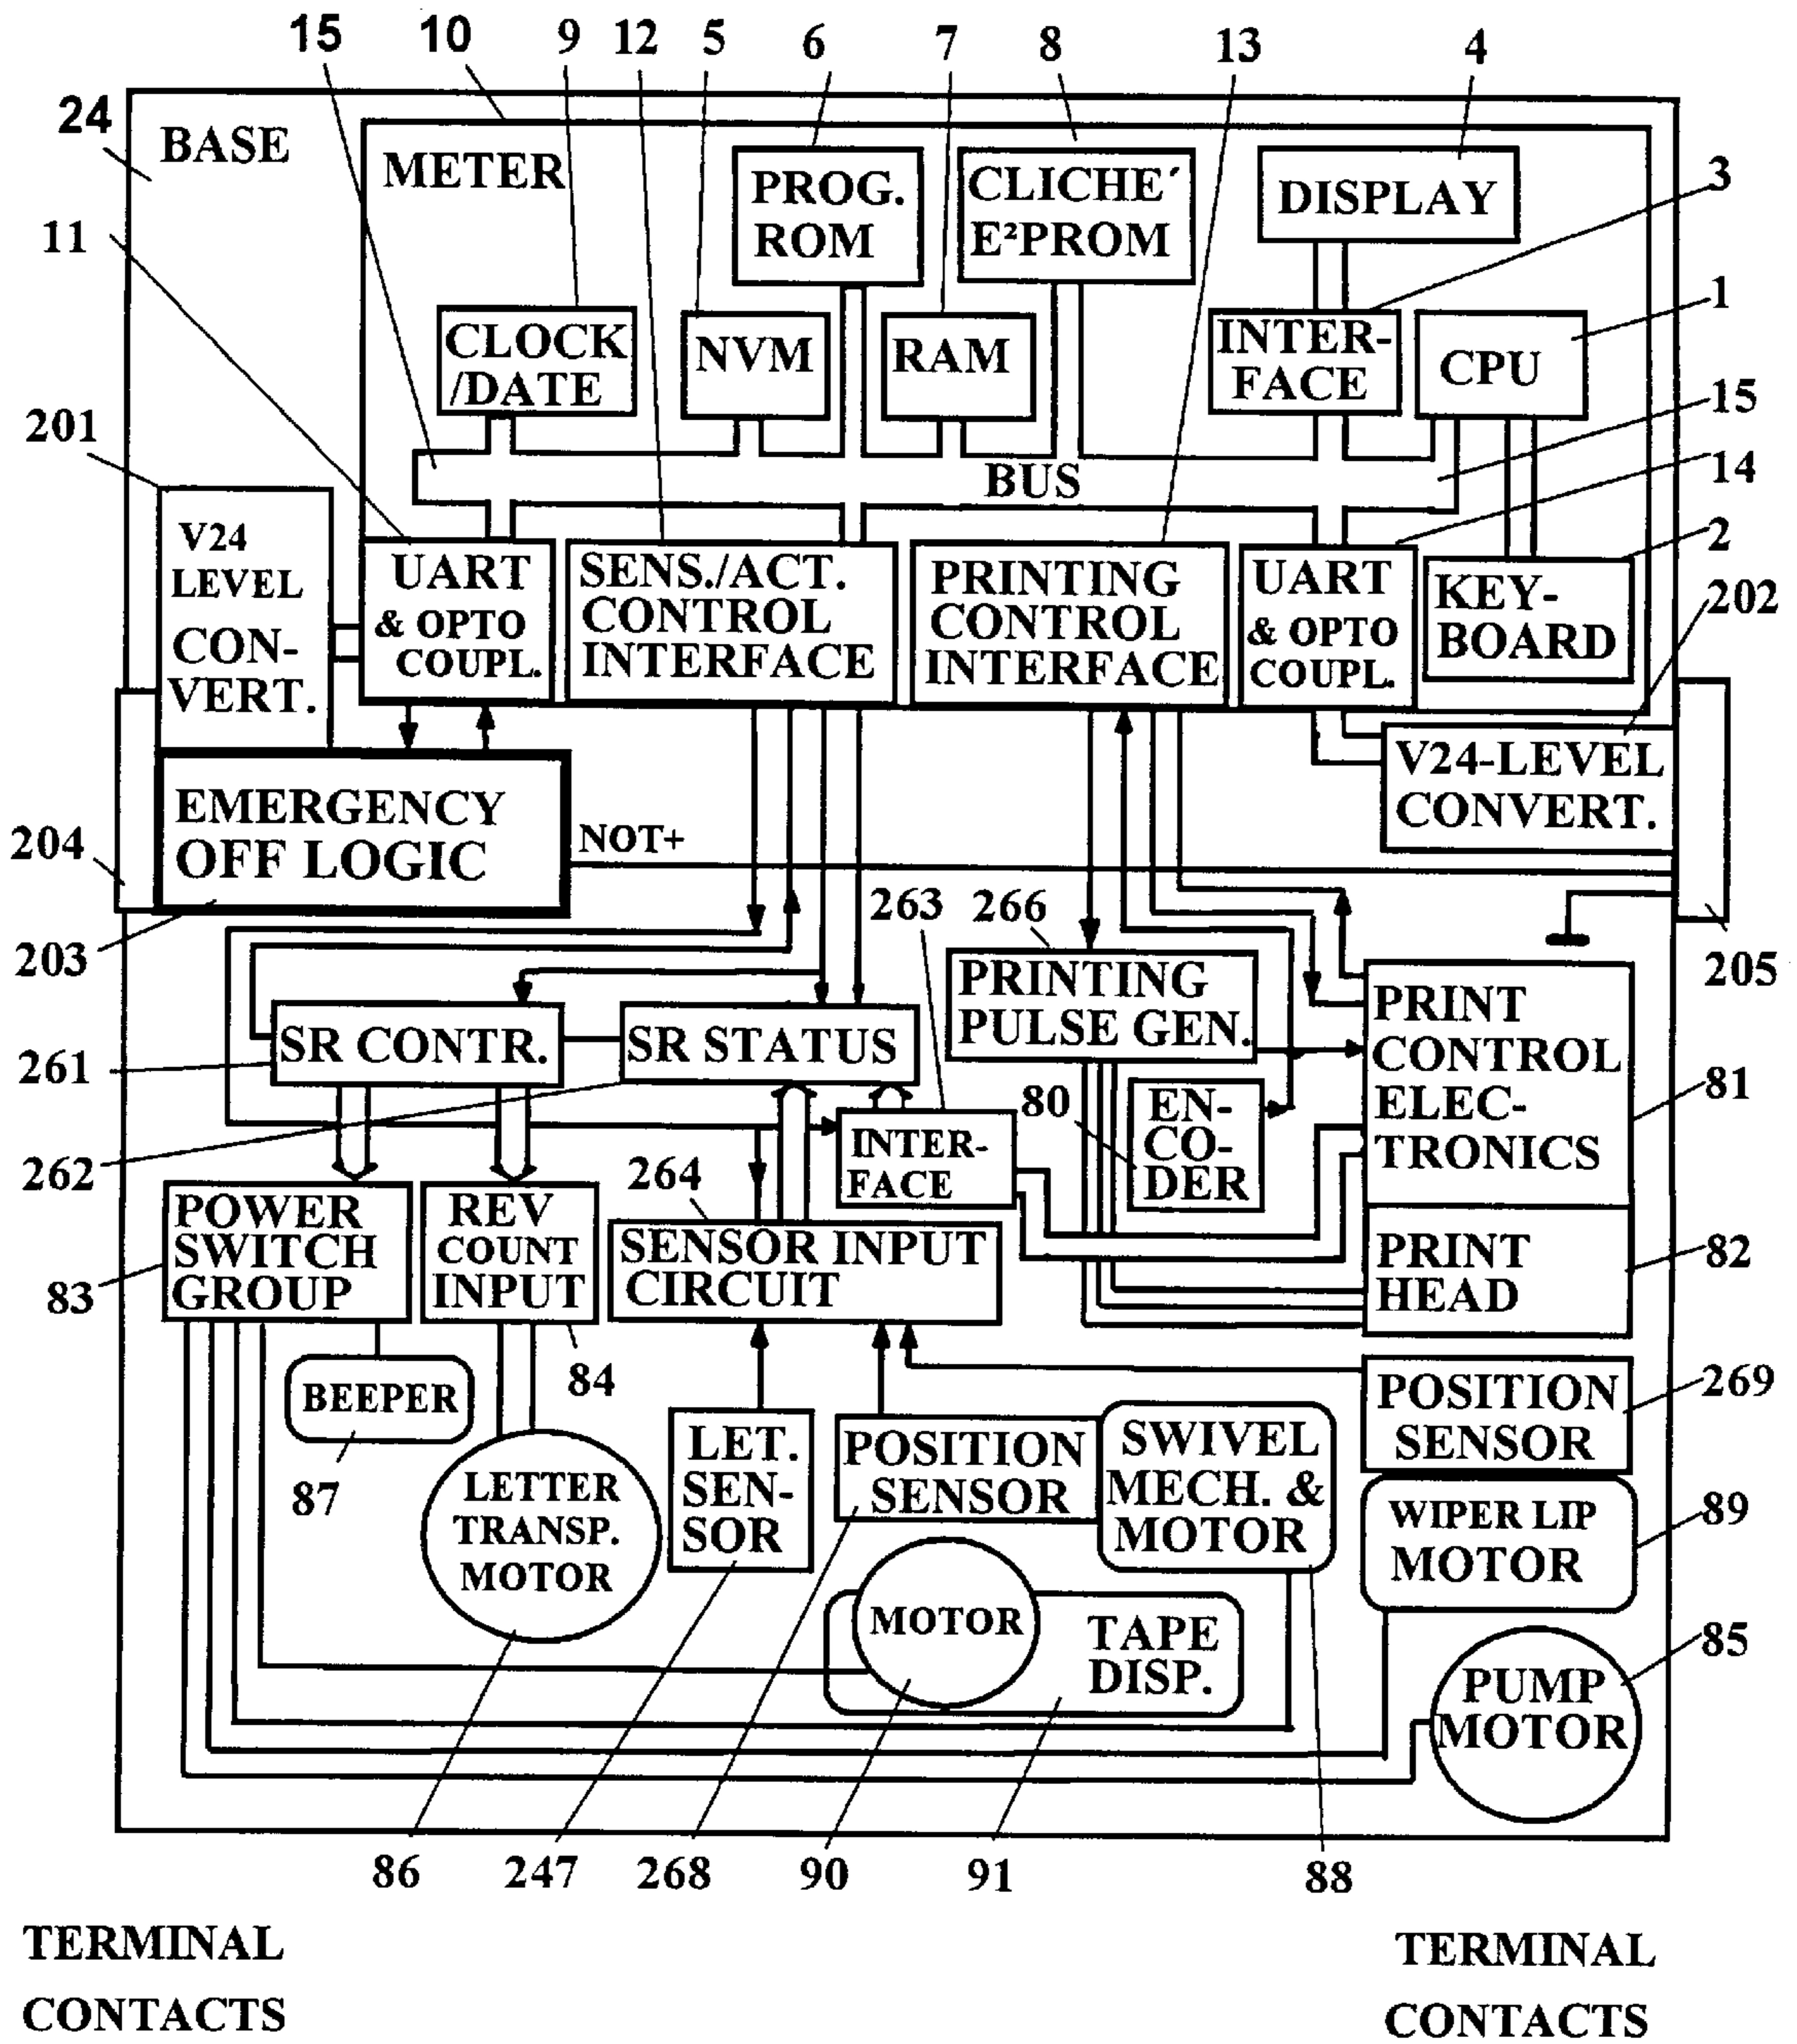 15 10 9 12 5 6 7 8 13 4
24
BASE
METER
PROG.
ROM
CLICHE´
E²PROM
DISPLAY
3
11
9
CLOCK
/DATE
NVM
RAM
INTER-
FACE
CPU
1
15
201
BUS
14
V24
LEVEL
CON-
VERT.
UART
& OPTO
COUPL.
SENS./ACT.
CONTROL
INTERFACE
PRINTING
CONTROL
INTERFACE
UART
& OPTO
COUPL.
KEY-
BOARD
2
202
V24-LEVEL
CONVERT.
EMERGENCY
OFF LOGIC
NOT+
204
203
263
266
205
PRINTING
PULSE GEN.
PRINT
CONTROL
ELEC-
TRONICS
81
SR CONTR.
SR STATUS
261
262
80
EN-
CO-
DER
INTER-
FACE
264
POWER
SWITCH
GROUP
83
REV
COUNT
INPUT
84
SENSOR INPUT
CIRCUIT
PRINT
HEAD
82
BEEPER
87
POSITION
SENSOR
269
LETTER
TRANSP.
MOTOR
LET.
SEN-
SOR
POSITION
SENSOR
SWIVEL
MECH. &
MOTOR
WIPER LIP
MOTOR
89
MOTOR
TAPE
DISP.
PUMP
MOTOR
85
86 247 268 90 91 88
TERMINAL
CONTACTS
TERMINAL
CONTACTS